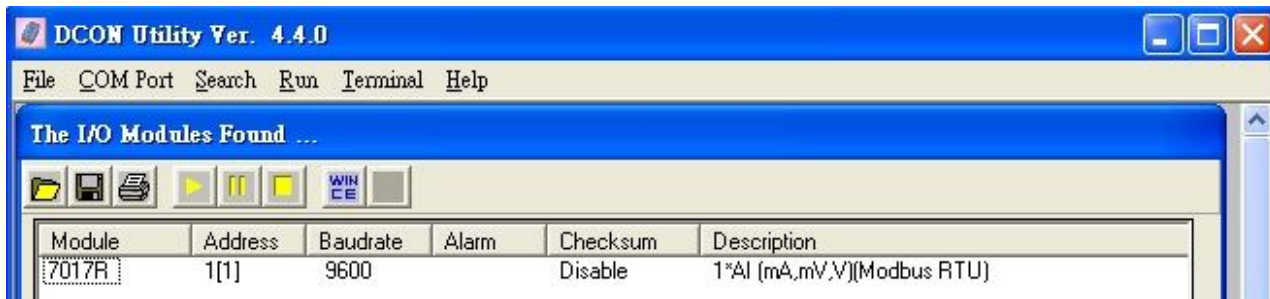 DCON Utility Ver. 4.4.0
File COM Port Search Run Terminal Help
The I/O Modules Found ...
WIN
CE
Module Address Baudrate Alarm Checksum Description
7017R 1[1] 9600 Disable 1*AI (mA,mV,V)(Modbus RTU)